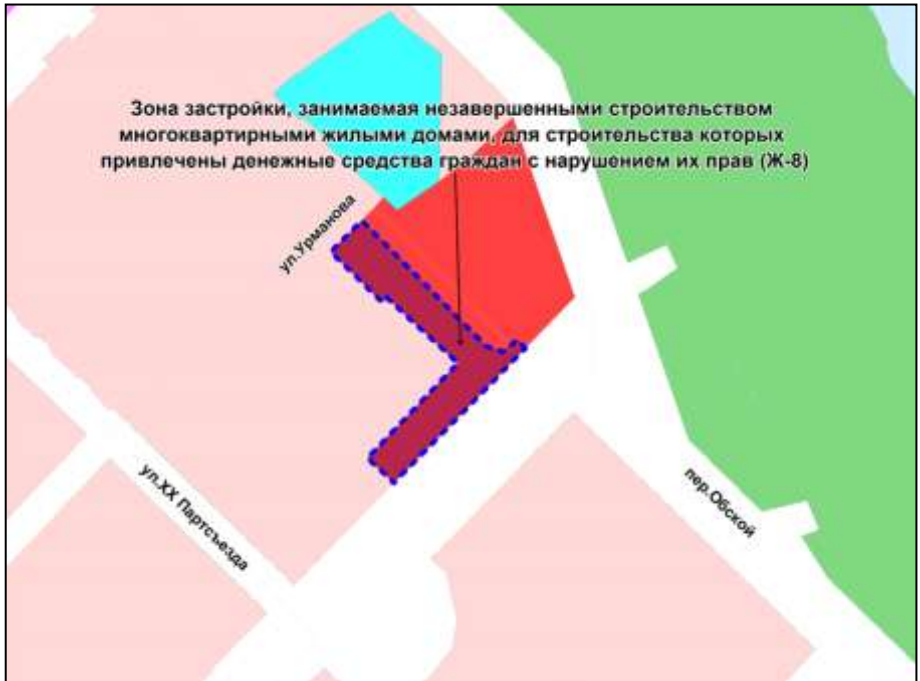 Зона застройки, занимаемая незавершенными строительством
многоквартирными жилыми домами, для строительства которых
привлечены денежные средства граждан с нарушением их прав (Ж-8)
ул.Урманова
ул.XX Партсъезда
пер.Обской